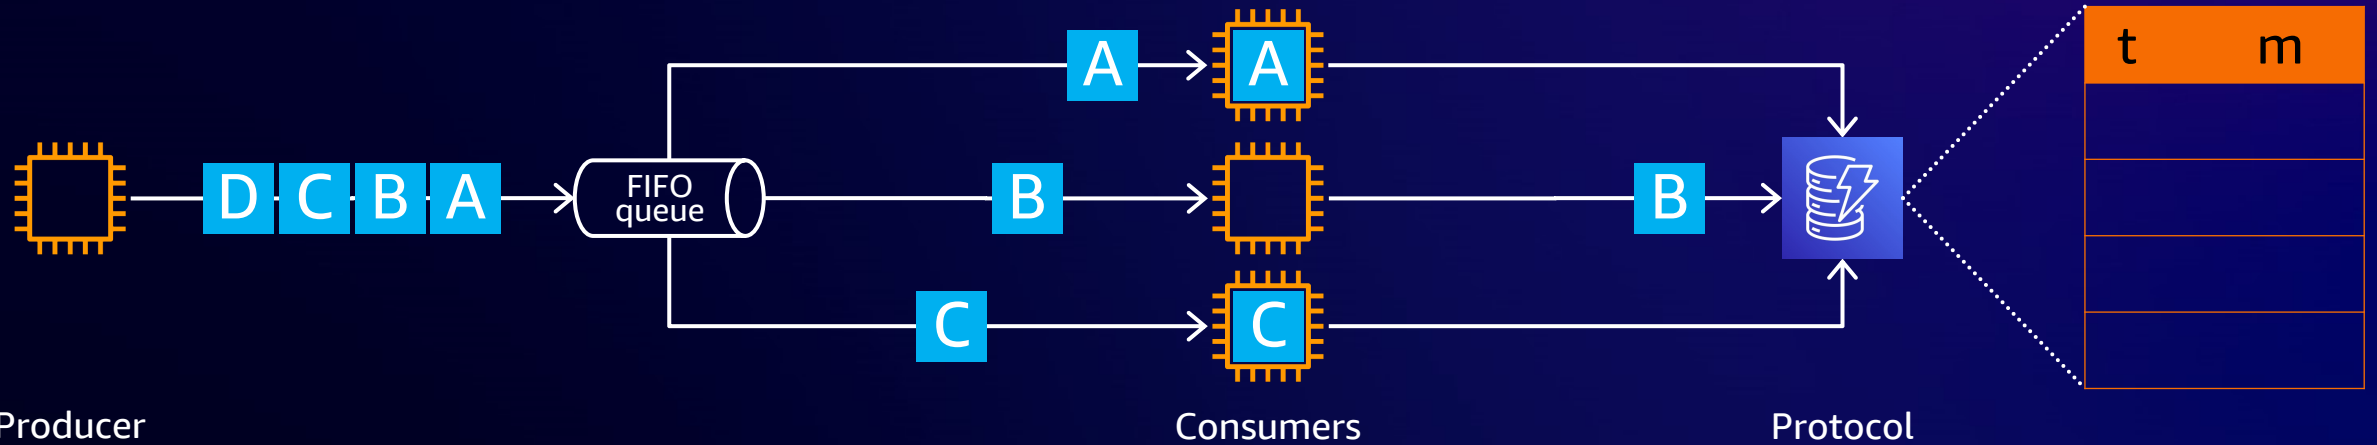 A
A
t m
D C B A
FIFO
queue
B
B
C
C
Producer
Consumers
Protocol